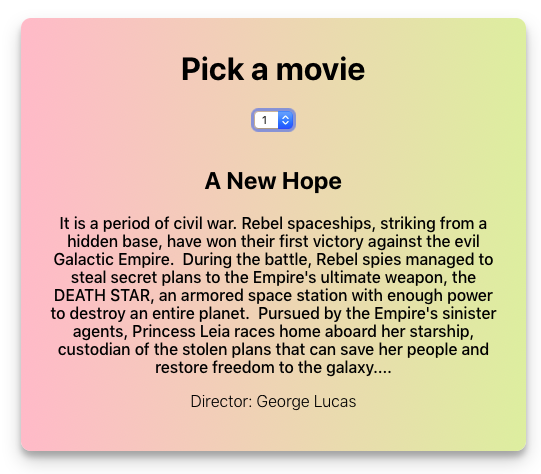 Pick a movie
1
A New Hope
It is a period of civil war. Rebel spaceships, striking from a
hidden base, have won their first victory against the evil
Galactic Empire.  During the battle, Rebel spies managed to
steal secret plans to the Empire's ultimate weapon, the
DEATH STAR, an armored space station with enough power
to destroy an entire planet.  Pursued by the Empire's sinister
agents, Princess Leia races home aboard her starship,
custodian of the stolen plans that can save her people and
restore freedom to the galaxy....
Director: George Lucas